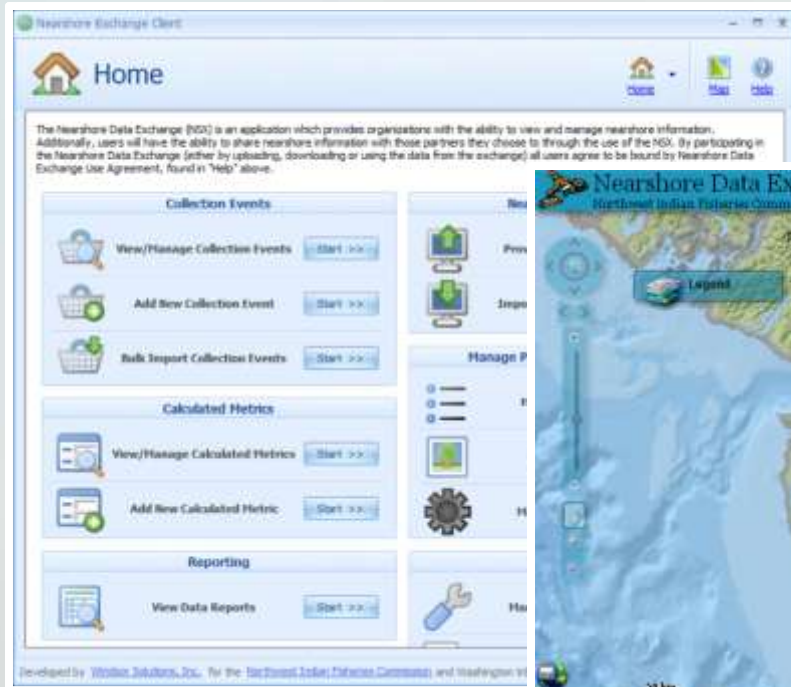 Nearshore Exchange Client
Home
Home
Map
Help
The Nearshore Data Exchange (NSX) is an application which provides organizations with the ability to view and manage nearshore information.
Additionally, users will have the ability to share nearshore information with those partners they choose to through the use of the NSX. By participating in
the Nearshore Data Exchange (either by uploading, downloading or using the data from the exchange) all users agree to be bound by Nearshore Data
Exchange Use Agreement, found in "Help" above.
Collection Events
View/Manage Collection Events
Start >>
Add New Collection Event
Start >>
Bulk Import Collection Events
Start >>
Calculated Metrics
View/Manage Calculated Metrics
Start >>
Add New Calculated Metric
Start >>
Reporting
View Data Reports
Start >>
Nea
Prov
Impo
Manage P
Developed by Windsor Solutions, Inc. for the Northwest Indian Fisheries Commission and Washington
Nearshore Data Ex
Northwest Indian Fisheries Comm
Legend